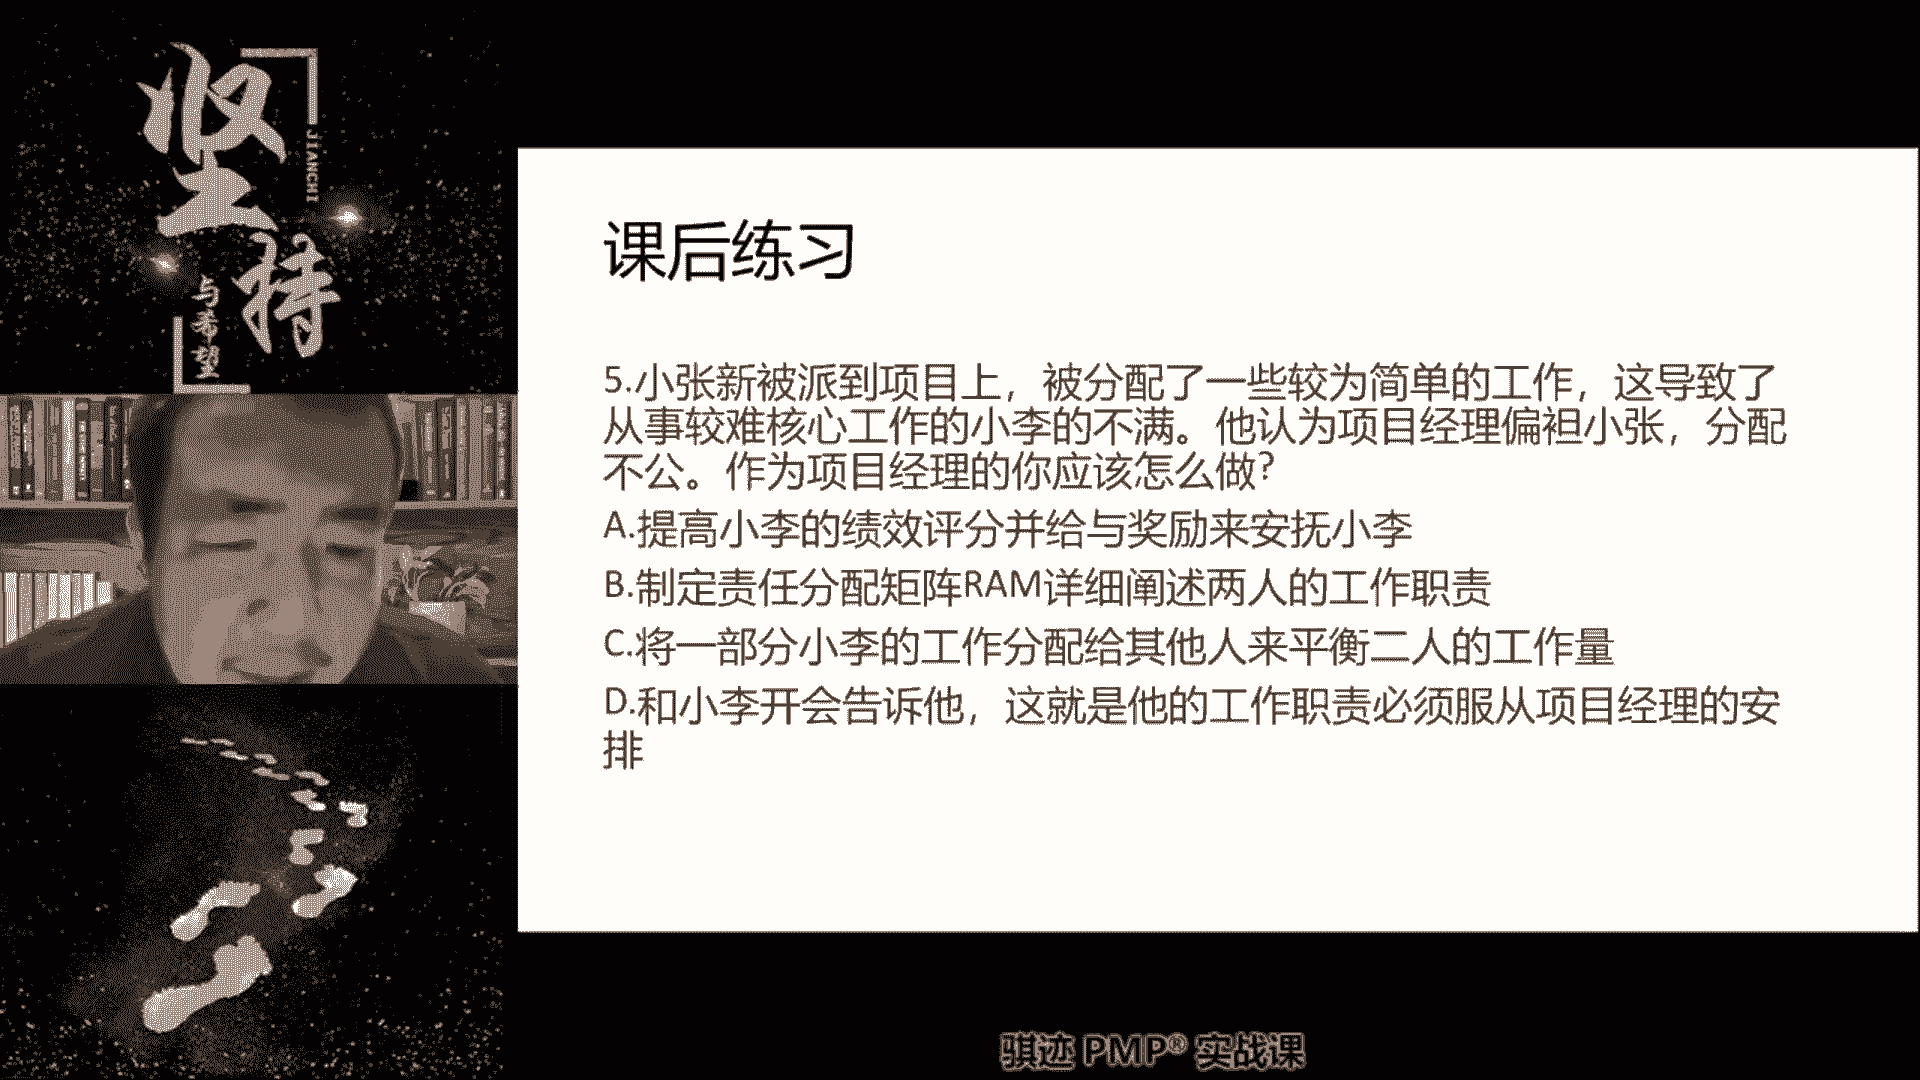 坚持
JIANCHI
与希望
课后练习
5.小张新被派到项目上，被分配了一些较为简单的工作，这导致了
从事较难核心工作的小李的不满。他认为项目经理偏袒小张，分配
不公。作为项目经理的你应该怎么做?
A.提高小李的绩效评分并给与奖励来安抚小李
B.制定责任分配矩阵RAM详细阐述两人的工作职责
C.将一部分小李的工作分配给其他人来平衡二人的工作量
D.和小李开会告诉他，这就是他的工作职责必须服从项目经理的安
排
骐迹 PMP® 实战课